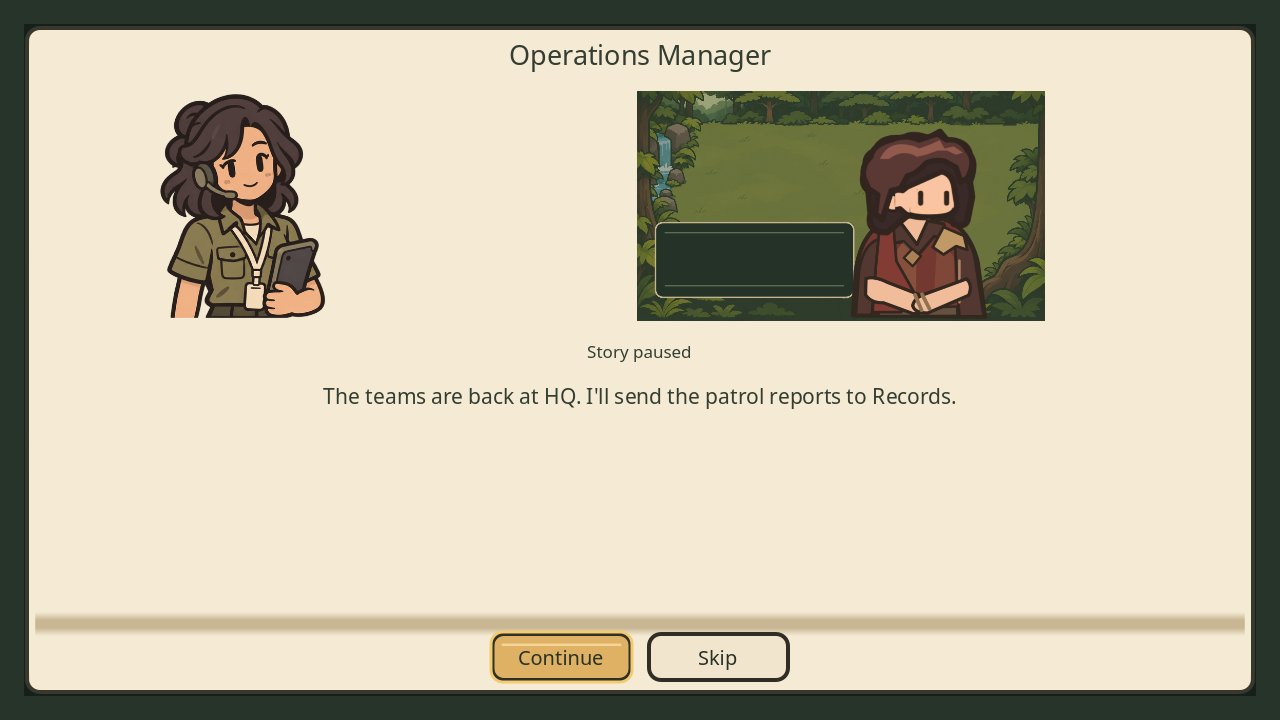 Operations Manager
Story paused
The teams are back at HQ. I'll send the patrol reports to Records.
Continue
Skip